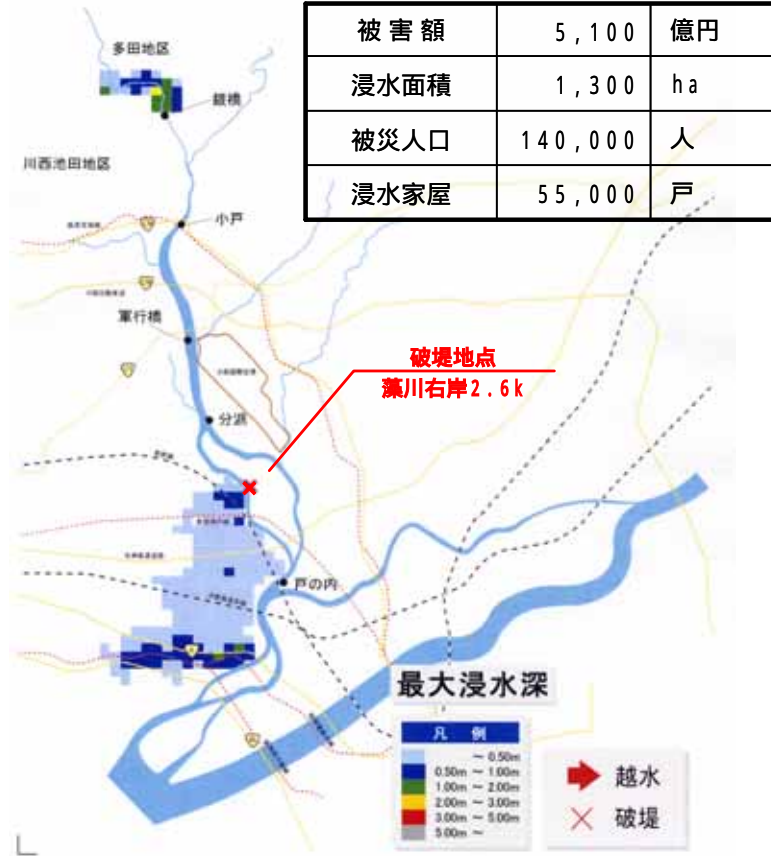 被害額 5,100 億円
浸水面積 1,300 ha
被災人口 140,000 人
浸水家屋 55,000 戸
多田地区
銀橋
川西池田地区
小戸
軍行橋
破堤地点
藻川右岸2.6k
分派
戸の内
最大浸水深
凡 例
～ 0.50m
0.50m ～ 1.00m
1.00m ～ 2.00m
2.00m ～ 3.00m
3.00m ～ 5.00m
5.00m ～
越水
破堤